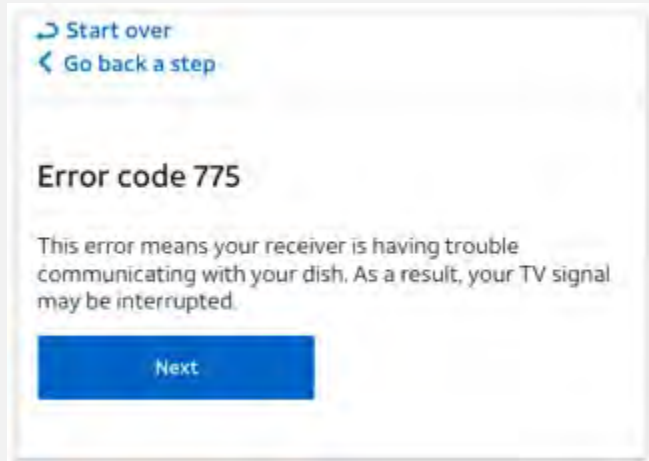 Start over
Go back a step
Error code 775
This error means your receiver is having trouble
communicating with your dish. As a result, your TV signal
may be interrupted.
Next